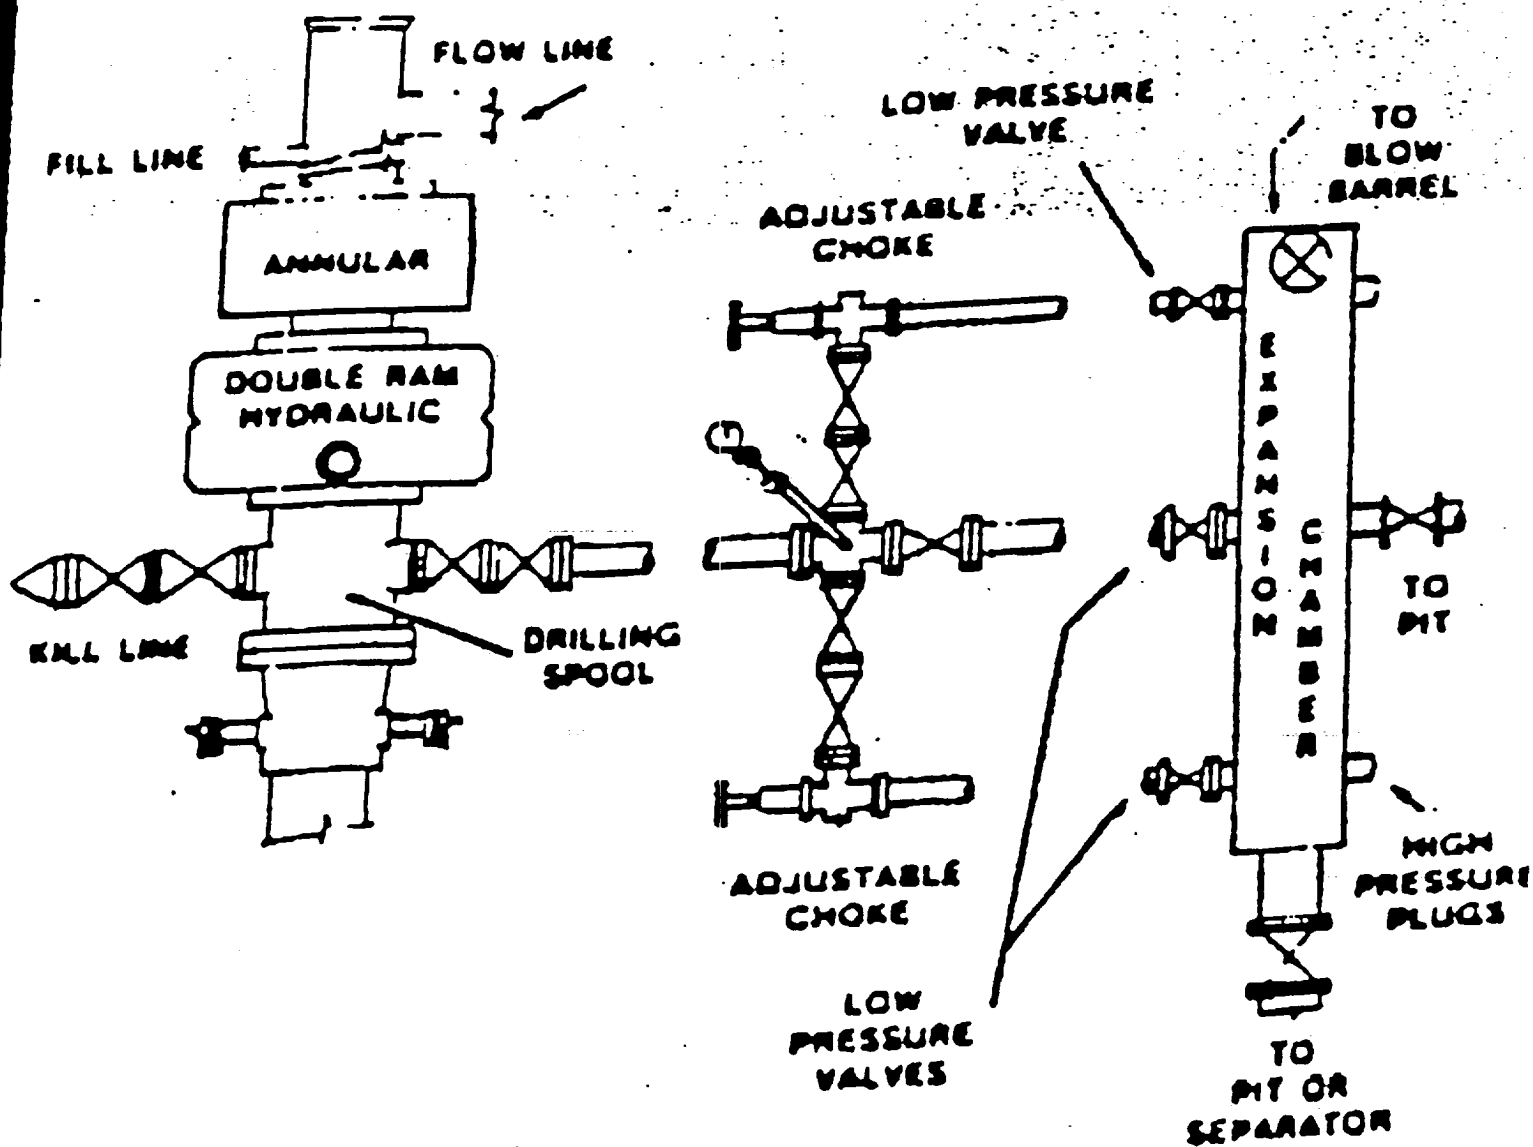 FLOW LINE
FILL LINE
ANNULAR
DOUBLE RAM
HYDRAULIC
KILL LINE
DRILLING
SPOOL
ADJUSTABLE
CHOKE
LOW PRESSURE
VALVE
TO
BLOW
BARREL
EXPANSION
CHAMBER
TO
PIT
ADJUSTABLE
CHOKE
LOW
PRESSURE
VALVES
HIGH
PRESSURE
PLUGS
TO
PIT OR
SEPARATOR